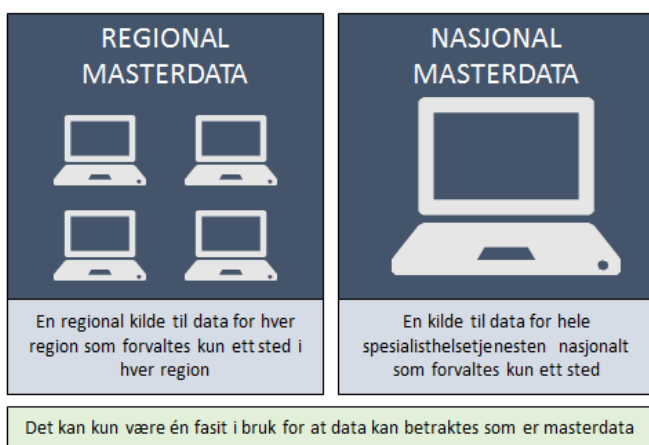 REGIONAL
MASTERDATA
En regional kilde til data for hver
region som forvaltes kun ett sted i
hver region
NASJONAL
MASTERDATA
En kilde til data for hele
spesialisthelsetjenesten nasjonalt
som forvaltes kun ett sted
Det kan kun være én fasit i bruk for at data kan betraktes som er masterdata